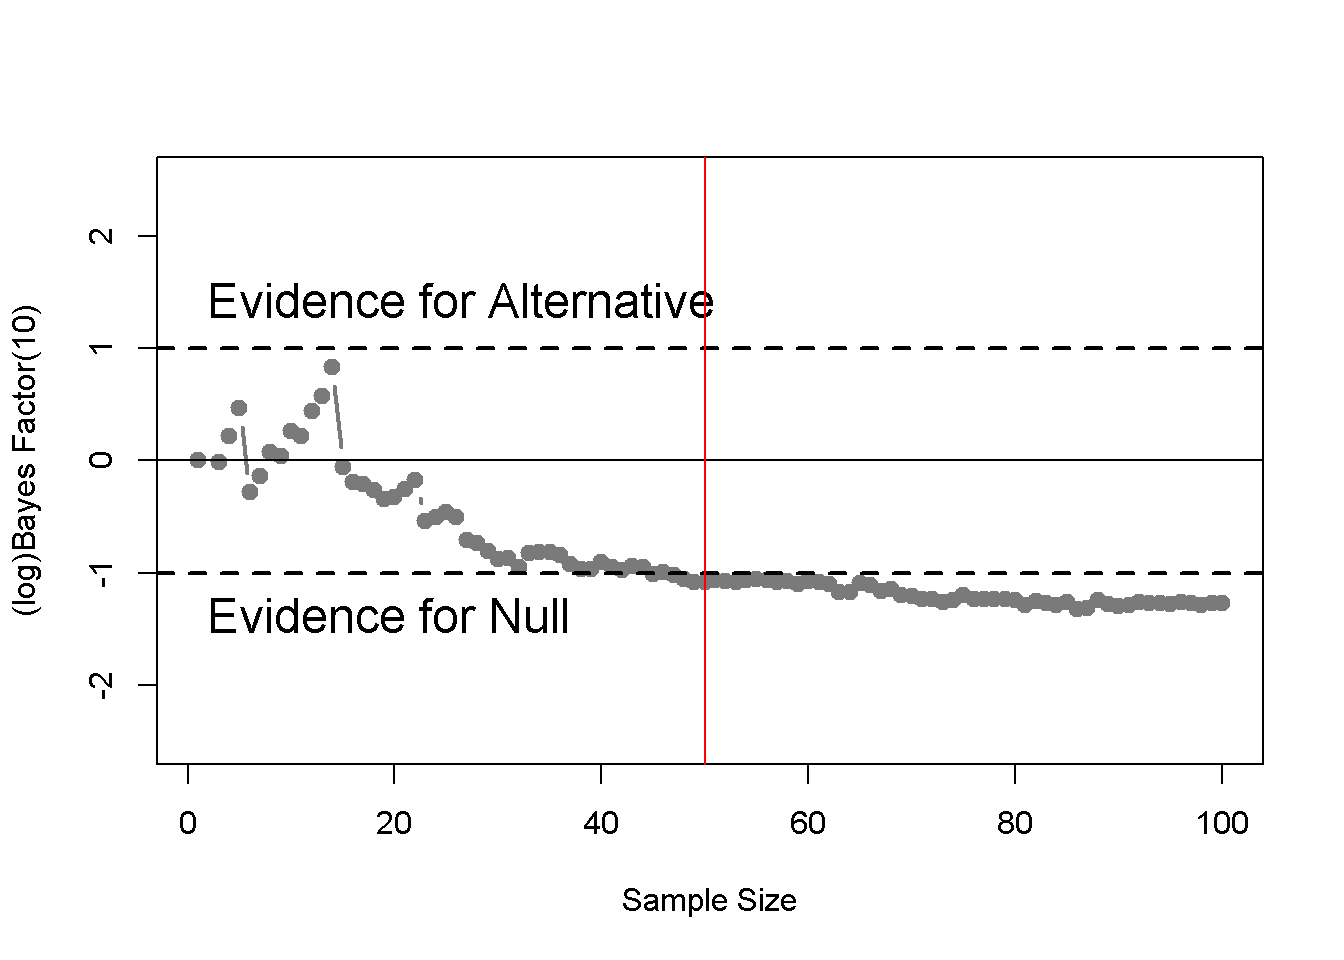 2
Evidence for Alternative
1
0
-1
Evidence for Null
-2
(log)Bayes Factor(10)
0 20 40 60 80 100
Sample Size